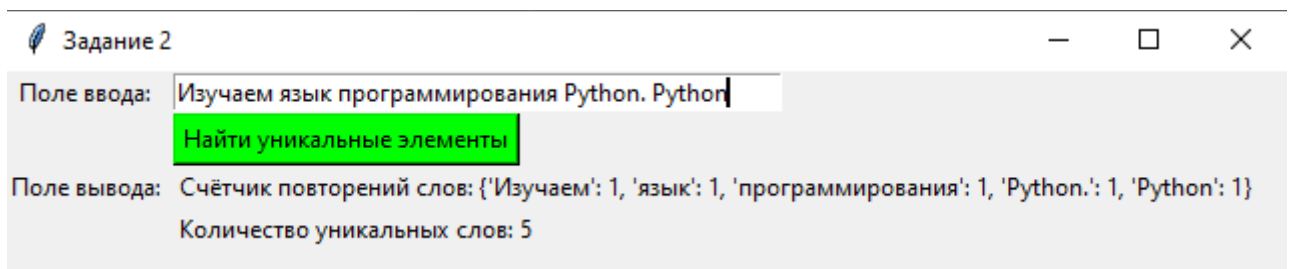 Задание 2
Поле ввода: Изучаем язык программирования Python. Python
Найти уникальные элементы
Поле вывода: Счётчик повторений слов: {'Изучаем': 1, 'язык': 1, 'программирования': 1, 'Python.': 1, 'Python': 1}
Количество уникальных слов: 5